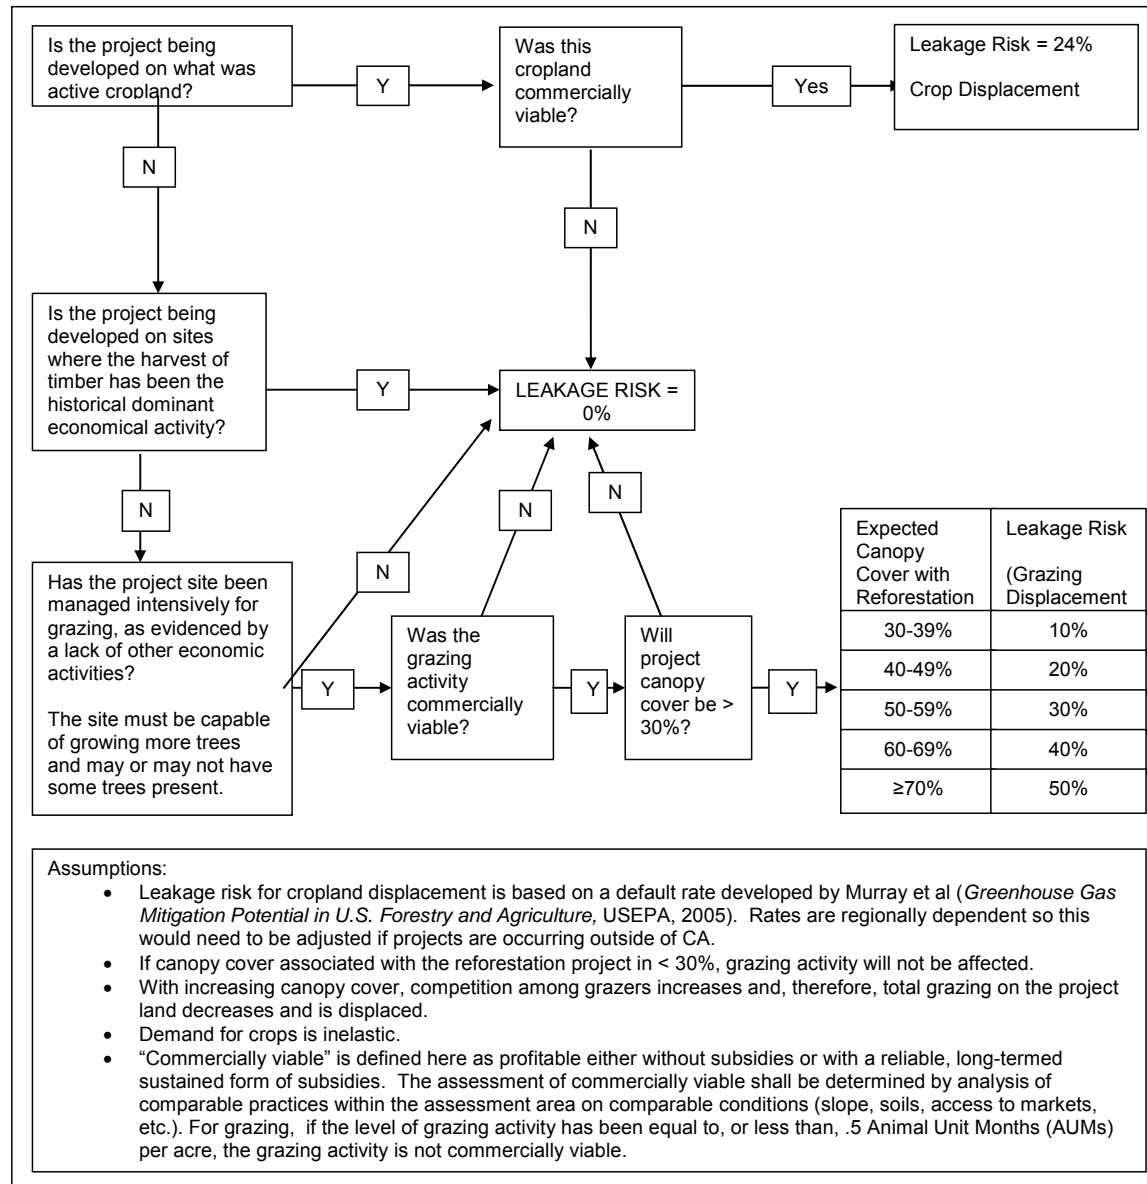 Is the project being
developed on what was
active cropland?
Y
Was this
cropland
commercially
viable?
Yes
Leakage Risk = 24%
Crop Displacement
N
N
Is the project being
developed on sites
where the harvest of
timber has been the
historical dominant
economical activity?
Y
LEAKAGE RISK =
0%
N
N
N
N
Has the project site been
managed intensively for
grazing, as evidenced by
a lack of other economic
activities?
The site must be capable
of growing more trees
and may or may not have
some trees present.
Y
Was the
grazing
activity
commercially
viable?
Y
Will
project
canopy
cover be >
30%?
Y
Expected
Canopy
Cover with
Reforestation
Leakage Risk
(Grazing
Displacement
30-39% 10%
40-49% 20%
50-59% 30%
60-69% 40%
≥70% 50%
Assumptions:
• Leakage risk for cropland displacement is based on a default rate developed by Murray et al (Greenhouse Gas
Mitigation Potential in U.S. Forestry and Agriculture, USEPA, 2005). Rates are regionally dependent so this
would need to be adjusted if projects are occurring outside of CA.
• If canopy cover associated with the reforestation project in < 30%, grazing activity will not be affected.
• With increasing canopy cover, competition among grazers increases and, therefore, total grazing on the project
land decreases and is displaced.
• Demand for crops is inelastic.
• “Commercially viable” is defined here as profitable either without subsidies or with a reliable, long-termed
sustained form of subsidies. The assessment of commercially viable shall be determined by analysis of
comparable practices within the assessment area on comparable conditions (slope, soils, access to markets,
etc.). For grazing, if the level of grazing activity has been equal to, or less than, .5 Animal Unit Months (AUMs)
per acre, the grazing activity is not commercially viable.